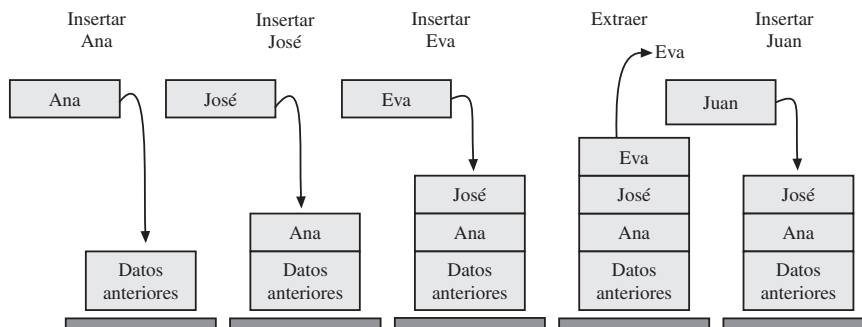 Insertar
Ana
Insertar
José
Insertar
Eva
Extraer
Insertar
Juan
Eva
Ana
José
Eva
Juan
Datos
anteriores
Ana
Datos
anteriores
José
Ana
Datos
anteriores
Eva
José
Ana
Datos
anteriores
José
Ana
Datos
anteriores